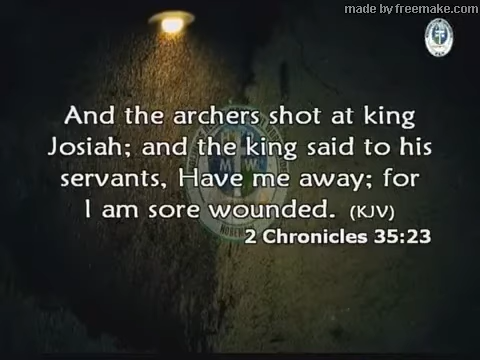 made by freemake.com
And the archers shot at king
Josiah; and the king said to his
servants, Have me away; for
I am sore wounded. (KJV)
2 Chronicles 35:23